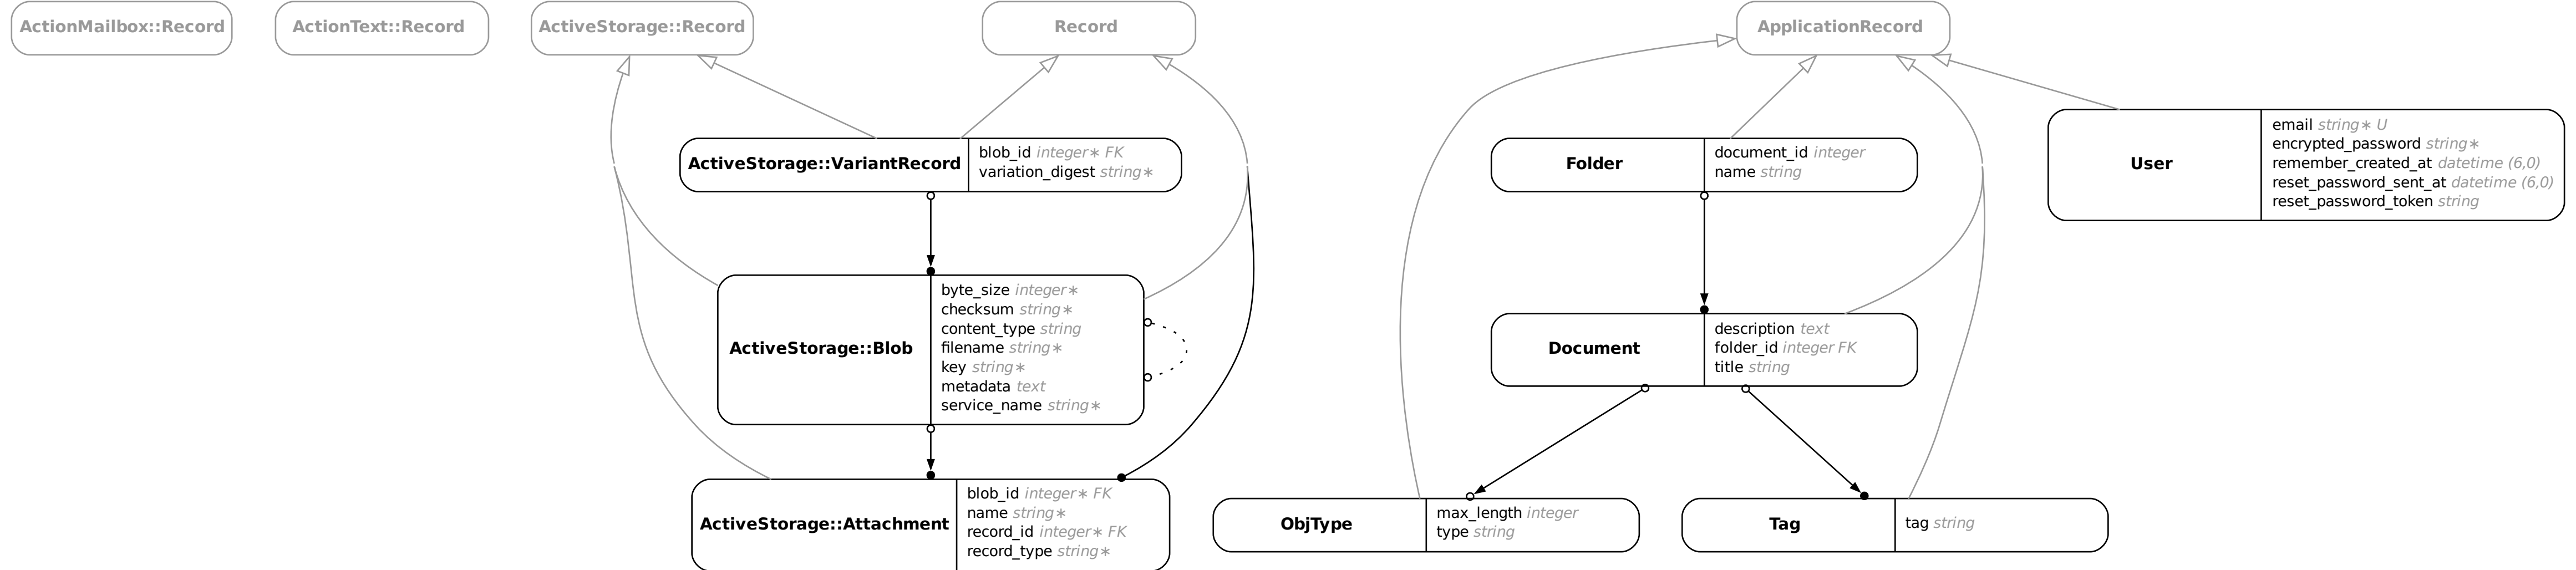 ActionMailbox::Record
ActionText::Record
ActiveStorage::Record
Record
ApplicationRecord
ActiveStorage::VariantRecord
blob_id integer∗ FK
variation_digest string∗
Folder
document_id integer
name string
User
email string∗ U
encrypted_password string∗
remember_created_at datetime (6,0)
reset_password_sent_at datetime (6,0)
reset_password_token string
ActiveStorage::Blob
byte_size integer∗
checksum string∗
content_type string
filename string∗
key string∗
metadata text
service_name string∗
Document
description text
folder_id integer FK
title string
ActiveStorage::Attachment
blob_id integer∗ FK
name string∗
record_id integer∗ FK
record_type string∗
ObjType
max_length integer
type string
Tag
tag string